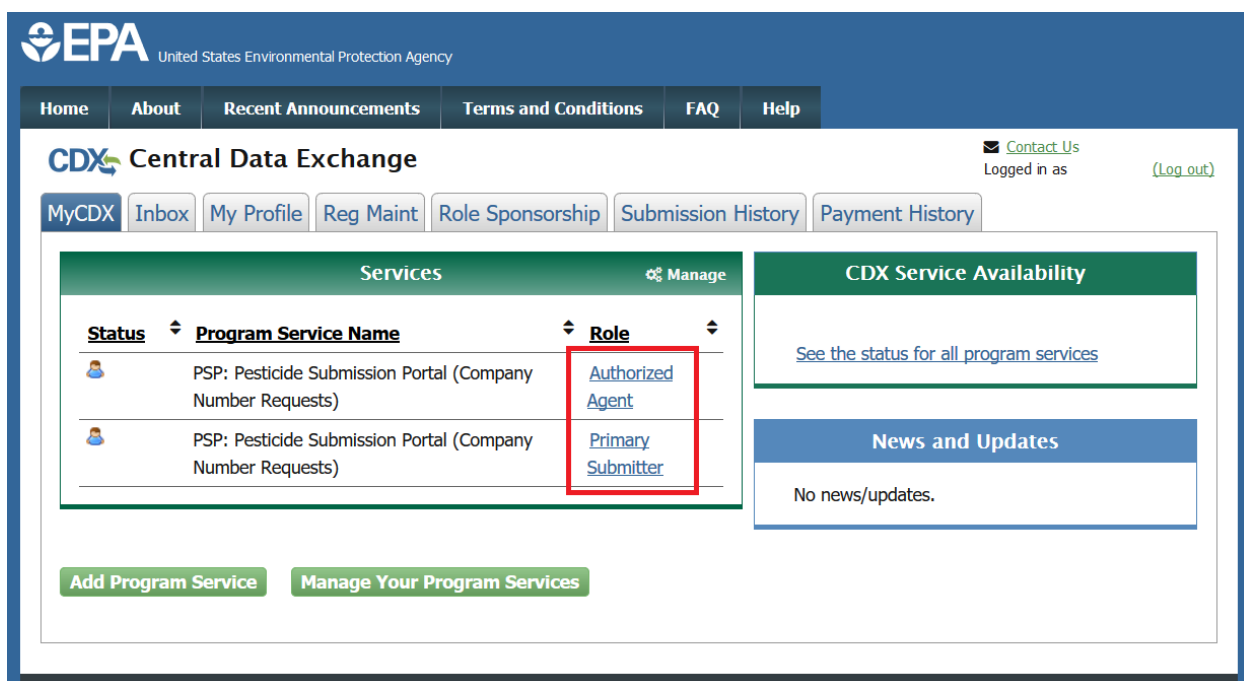 EPA United States Environmental Protection Agency
Home About Recent Announcements Terms and Conditions FAQ Help
CDX Central Data Exchange
Contact Us
Logged in as (Log out)
MyCDX Inbox My Profile Reg Maint Role Sponsorship Submission History Payment History
Services Manage
Status Program Service Name Role
PSP: Pesticide Submission Portal (Company Authorized
Number Requests) Agent
PSP: Pesticide Submission Portal (Company Primary
Number Requests) Submitter
CDX Service Availability
See the status for all program services
News and Updates
No news/updates.
Add Program Service Manage Your Program Services